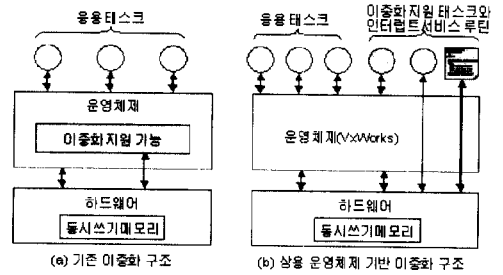 응용태스크
운영체제
이중화지원 기능
하드웨어
동시쓰기메모리
(a) 기존 이중화 구조
응용태스크
이중화지원 태스크와
인터럽트서비스 루틴
운영체제(VxWorks)
하드웨어
동시쓰기메모리
(b) 상용 운영체제 기반 이중화 구조